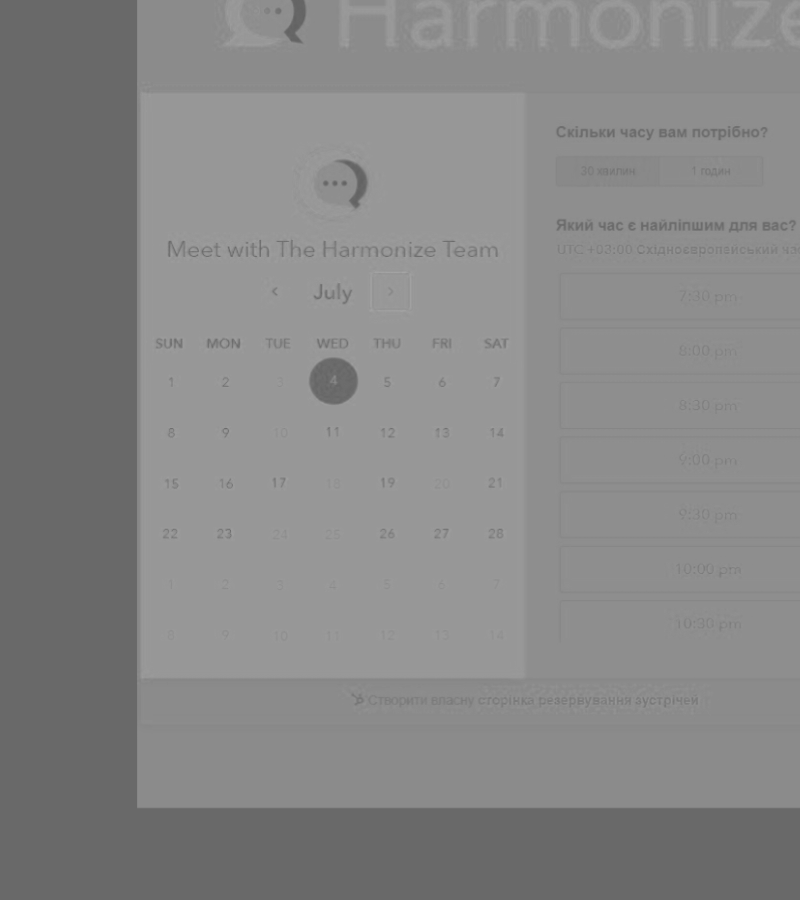 Harmonize
Meet with The Harmonize Team
July
SUN MON TUE WED THU FRI SAT
1 2 3 4 5 6 7
8 9 10 11 12 13 14
15 16 17 18 19 20 21
22 23 24 25 26 27 28
1 2 3 4 5 6 7
8 9 10 11 12 13 14
Скільки часу вам потрібно?
30 хвилин 1 годин
Який час є найліпшим для вас?
UTC +03:00 Східноєвропейський час
7:30 pm
8:00 pm
8:30 pm
9:00 pm
9:30 pm
10:00 pm
10:30 pm
Створити власну сторінка резервування зустрічей